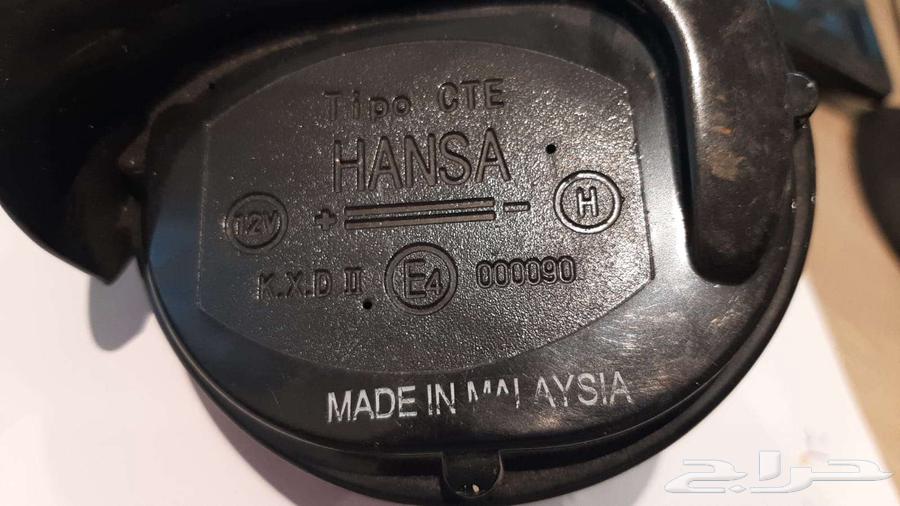 Tipo CTE
HANSA
12V + - H
K.X.D II E4 000090
MADE IN MALAYSIA
حراج